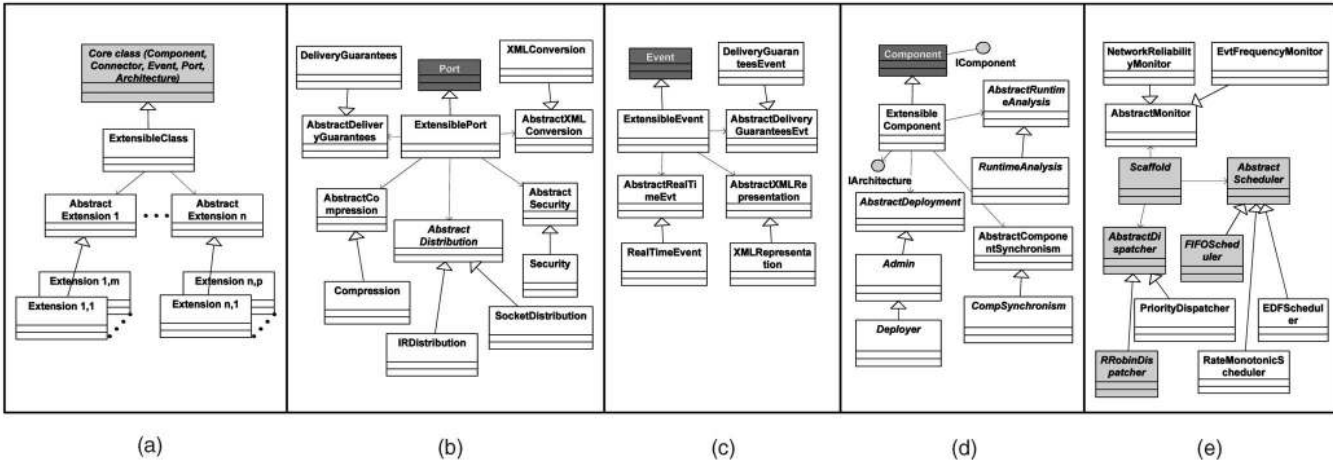 Core class (Component,
Connector, Event, Port,
Architecture)
ExtensibleClass
Abstract
Extension 1
Abstract
Extension n
Extension 1,m
Extension 1,1
Extension n,p
Extension n,1
(a)
DeliveryGuarantees
Port
XMLConversion
AbstractDeliver
yGuarantees
ExtensiblePort
AbstractXML
Conversion
AbstractCo
mpression
Abstract
Distribution
Abstract
Security
Compression
Security
IRDistribution
SocketDistribution
(b)
Event
DeliveryGuaran
teesEvent
ExtensibleEvent
AbstractDelivery
GuaranteesEvt
AbstractRealTi
meEvt
AbstractXMLRe
presentation
RealTimeEvent
XMLRepresenta
tion
(c)
Component
IComponent
Extensible
Component
AbstractRuntim
eAnalysis
IArchitecture
RuntimeAnalysis
AbstractDeployment
AbstractCompone
ntSynchronism
Admin
CompSynchronism
Deployer
(d)
NetworkReliabilit
yMonitor
EvtFrequencyMonitor
AbstractMonitor
Scaffold
Abstract
Scheduler
AbstractDi
spatcher
FIFOSched
uler
PriorityDispatcher
EDFSchedul
er
RRobinDis
patcher
RateMonotonicS
cheduler
(e)